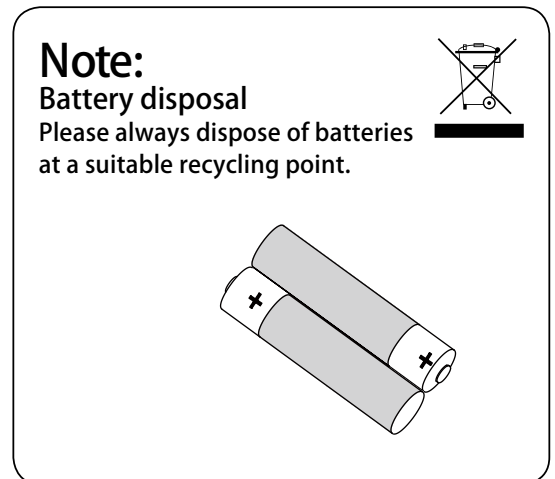 Note:
Battery disposal
Please always dispose of batteries
at a suitable recycling point.
+
+